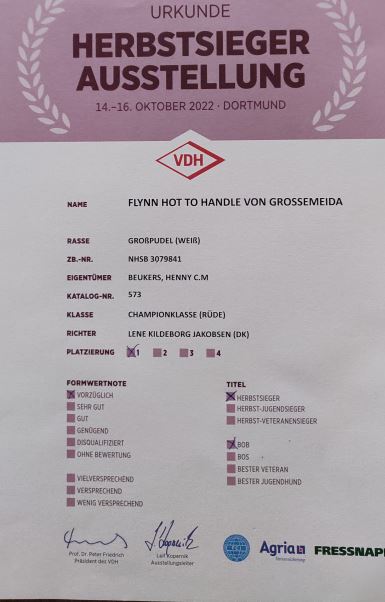 URKUNDE
HERBSTSIEGER
AUSSTELLUNG
14.–16. OKTOBER 2022 · DORTMUND
VDH
NAME FLYNN HOT TO HANDLE VON GROSSEMEIDA
RASSE GROßPUDEL (WEIß)
ZB.-NR. NHSB 3079841
EIGENTÜMER BEUKERS, HENNY C.M
KATALOG-NR. 573
KLASSE CHAMPIONKLASSE (RÜDE)
RICHTER LENE KILDEBORG JAKOBSEN (DK)
PLATZIERUNG 1 2 3 4
FORMWERTNOTE
VORZÜGLICH
SEHR GUT
GUT
GENÜGEND
DISQUALIFIZIERT
OHNE BEWERTUNG
VIELVERSPRECHEND
VERSPRECHEND
WENIG VERSPRECHEND
TITEL
HERBSTSIEGER
HERBST-JUGENDSIEGER
HERBST-VETERANENSIEGER
BOB
BOS
BESTER VETERAN
BESTER JUGENDHUND
Prof. Dr. Peter Friedrich
Präsident des VDH
Leif Kopernik
Ausstellungsleiter
FCI
Agria
Tierversicherung
FRESSNAPF